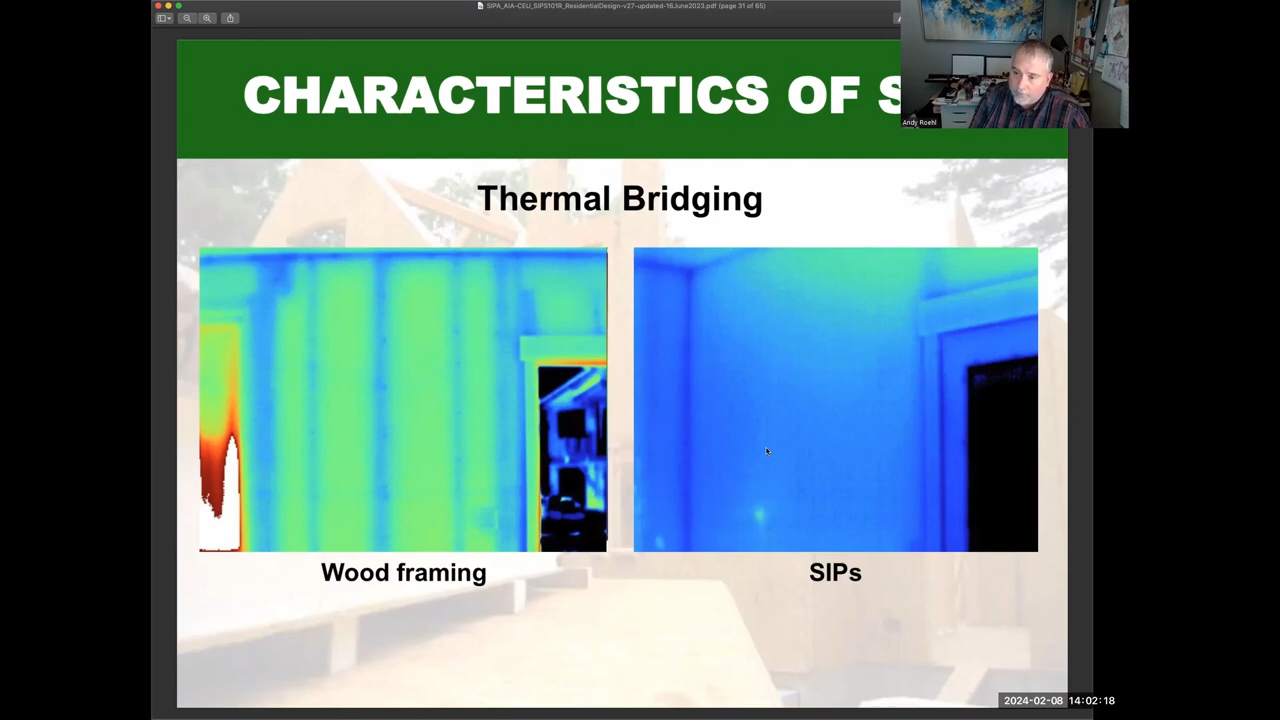 SIPA_AIA-CEU_SIPS101R_ResidentialDesign-v27-updated-16June2023.pdf (page 31 of 65)
CHARACTERISTICS OF S
Andy Roehl
Thermal Bridging
Wood framing
SIPs
2024-02-08 14:02:18